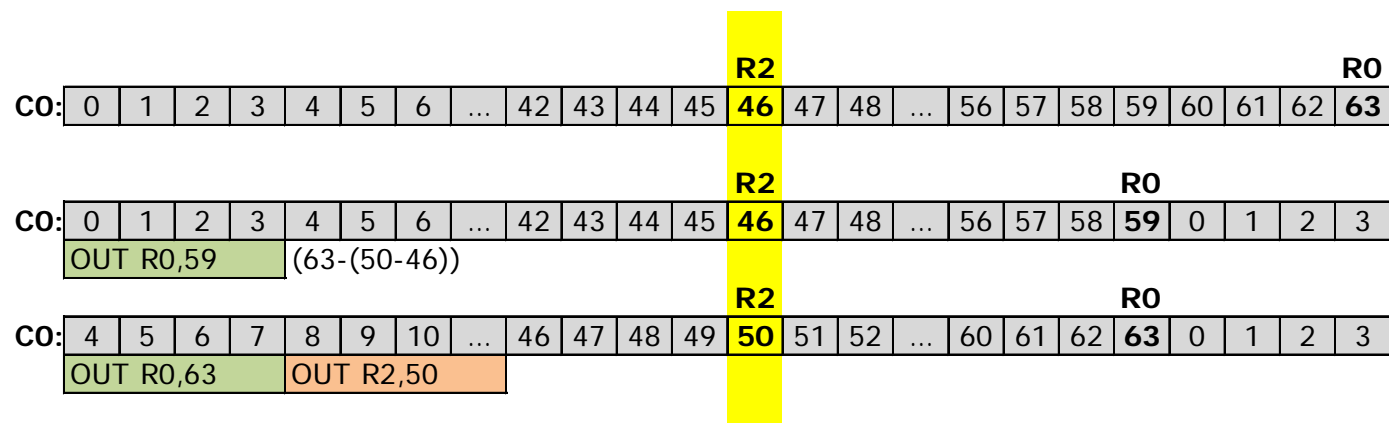 R2 R0
C0: 0 1 2 3 4 5 6 ... 42 43 44 45 46 47 48 ... 56 57 58 59 60 61 62 63
R2 R0
C0: 0 1 2 3 4 5 6 ... 42 43 44 45 46 47 48 ... 56 57 58 59 0 1 2 3
OUT R0,59 (63-(50-46))
R2 R0
C0: 4 5 6 7 8 9 10 ... 46 47 48 49 50 51 52 ... 60 61 62 63 0 1 2 3
OUT R0,63 OUT R2,50